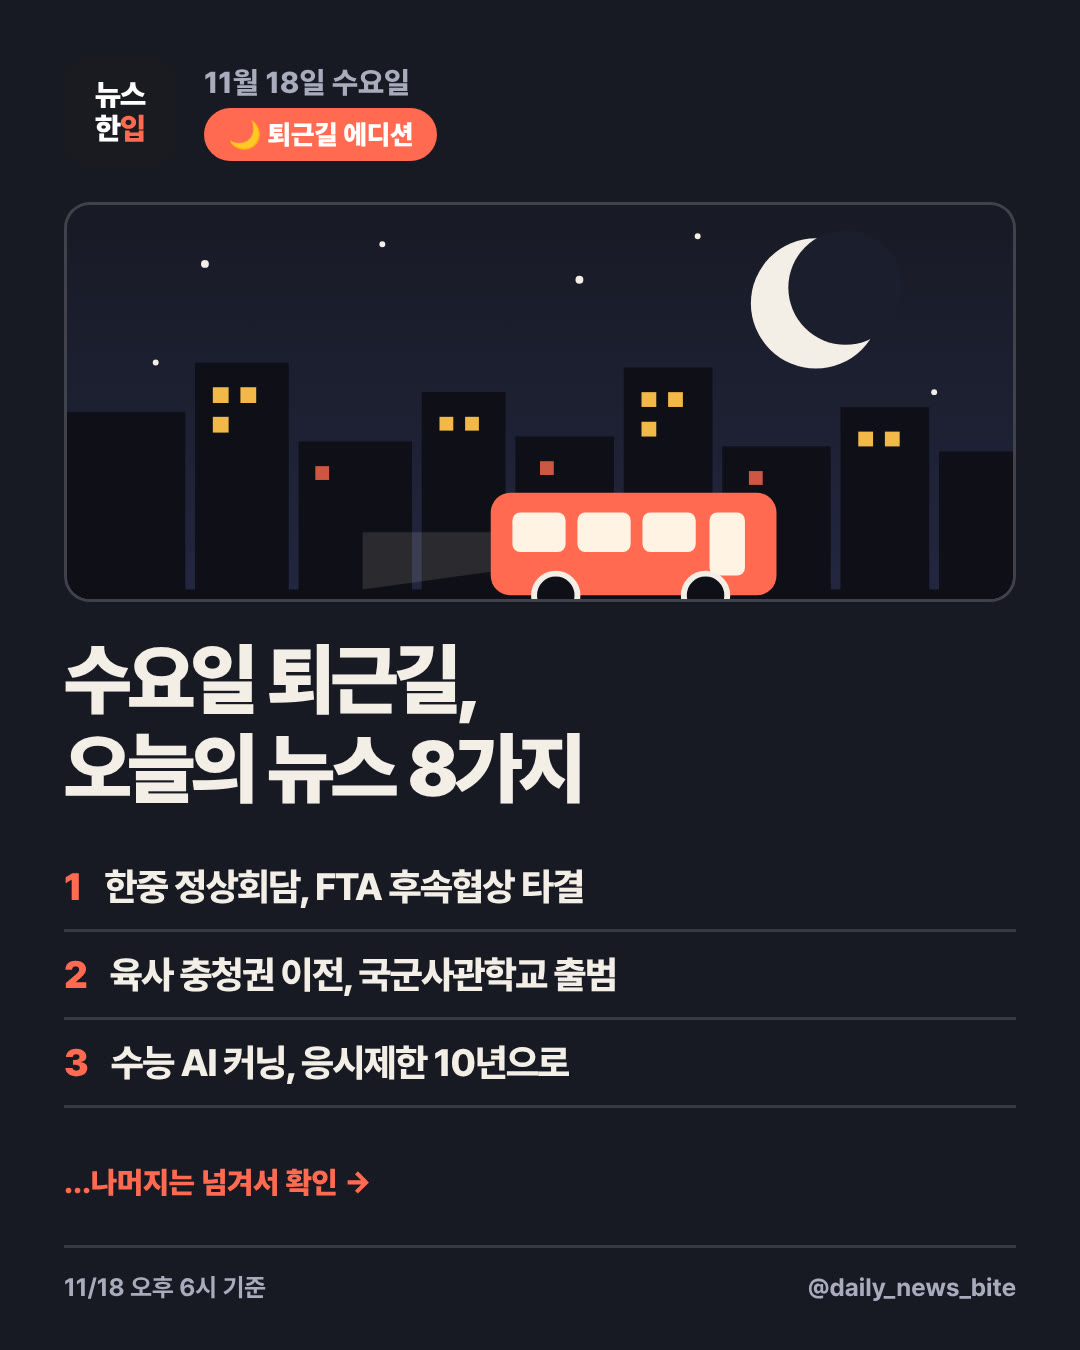 뉴스
한입
11월 18일 수요일
🌙 퇴근길 에디션
수요일 퇴근길,
오늘의 뉴스 8가지
1 한중 정상회담, FTA 후속협상 타결
2 육사 충청권 이전, 국군사관학교 출범
3 수능 AI 커닝, 응시제한 10년으로
...나머지는 넘겨서 확인 →
11/18 오후 6시 기준
@daily_news_bite